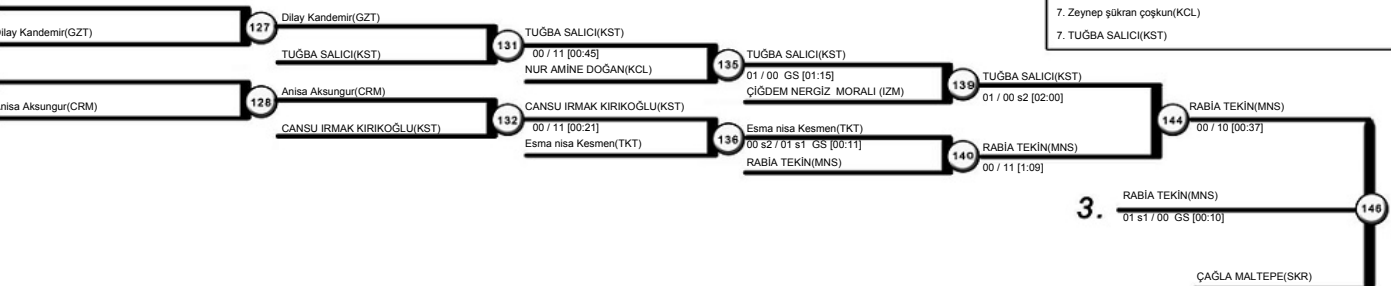 7. Zeynep şükran çoşkun(KCL)
7. TUĞBA SALICI(KST)
127
Dilay Kandemir(GZT)
Dilay Kandemir(GZT)
TUĞBA SALICI(KST)
131
TUĞBA SALICI(KST)
00 / 11 [00:45]
NUR AMİNE DOĞAN(KCL)
135
TUĞBA SALICI(KST)
01 / 00 GS [01:15]
ÇİĞDEM NERGİZ MORALI (IZM)
139
TUĞBA SALICI(KST)
01 / 00 s2 [02:00]
Anisa Aksungur(CRM)
128
Anisa Aksungur(CRM)
CANSU IRMAK KIRIKOĞLU(KST)
132
CANSU IRMAK KIRIKOĞLU(KST)
00 / 11 [00:21]
Esma nisa Kesmen(TKT)
136
Esma nisa Kesmen(TKT)
00 s2 / 01 s1 GS [00:11]
RABİA TEKİN(MNS)
140
RABİA TEKİN(MNS)
00 / 11 [1:09]
144
RABİA TEKİN(MNS)
00 / 10 [00:37]
3.
RABİA TEKİN(MNS)
01 s1 / 00 GS [00:10]
146
ÇAĞLA MALTEPE(SKR)